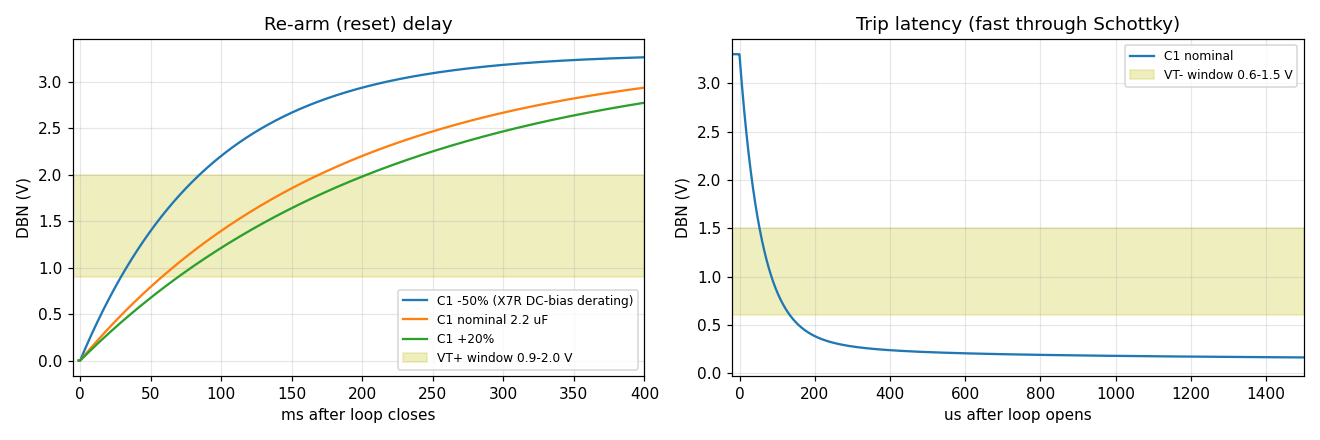 Re-arm (reset) delay
DBN (V)
3.0
2.5
2.0
1.5
1.0
0.5
0.0
C1 -50% (X7R DC-bias derating)
C1 nominal 2.2 uF
C1 +20%
VT+ window 0.9-2.0 V
0 50 100 150 200 250 300 350 400
ms after loop closes
Trip latency (fast through Schottky)
DBN (V)
3.0
2.5
2.0
1.5
1.0
0.5
0.0
C1 nominal
VT- window 0.6-1.5 V
0 200 400 600 800 1000 1200 1400
us after loop opens